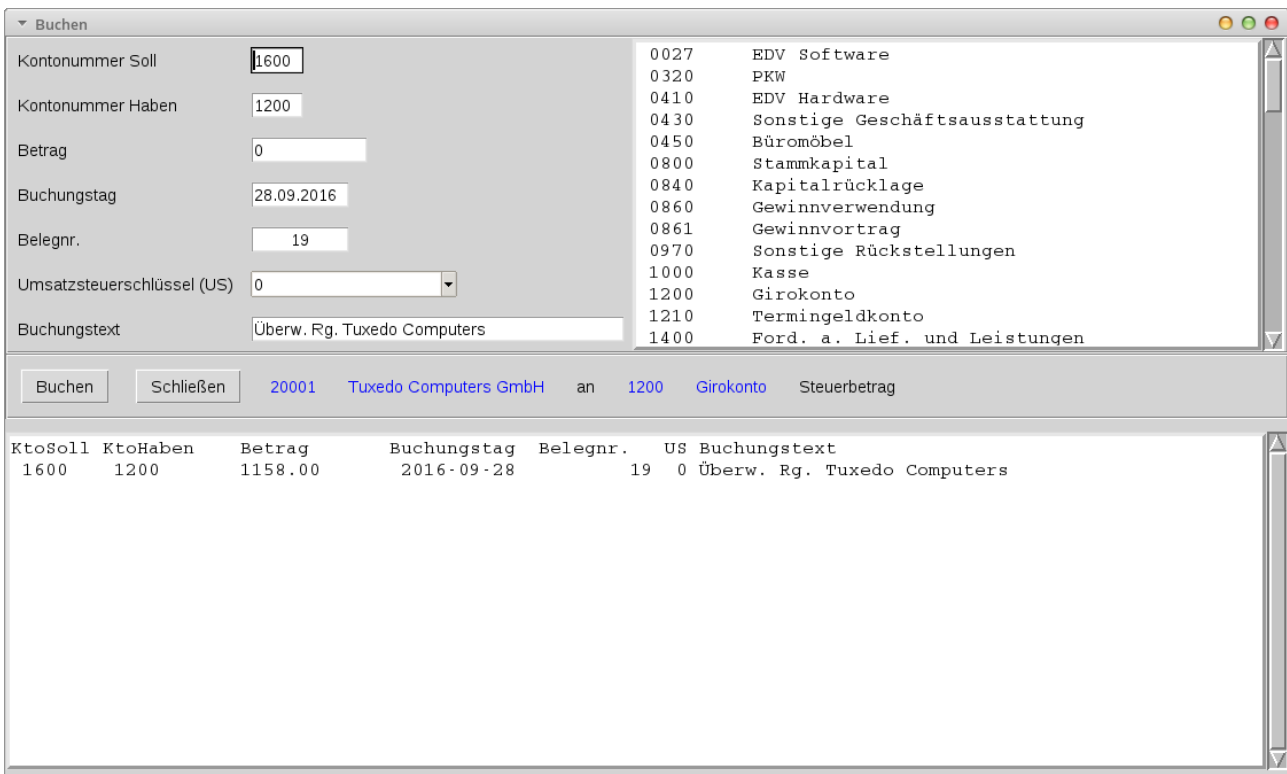 Buchen
Kontonummer Soll 1600
Kontonummer Haben 1200
Betrag 0
Buchungstag 28.09.2016
Belegnr. 19
Umsatzsteuerschlüssel (US) 0
Buchungstext Überw. Rg. Tuxedo Computers
0027 EDV Software
0320 PKW
0410 EDV Hardware
0430 Sonstige Geschäftsausstattung
0450 Büromöbel
0800 Stammkapital
0840 Kapitalrücklage
0860 Gewinnverwendung
0861 Gewinnvortrag
0970 Sonstige Rückstellungen
1000 Kasse
1200 Girokonto
1210 Termingeldkonto
1400 Ford. a. Lief. und Leistungen
Buchen Schließen 20001 Tuxedo Computers GmbH an 1200 Girokonto Steuerbetrag
KtoSoll KtoHaben Betrag Buchungstag Belegnr. US Buchungstext
1600 1200 1158.00 2016-09-28 19 0 Überw. Rg. Tuxedo Computers